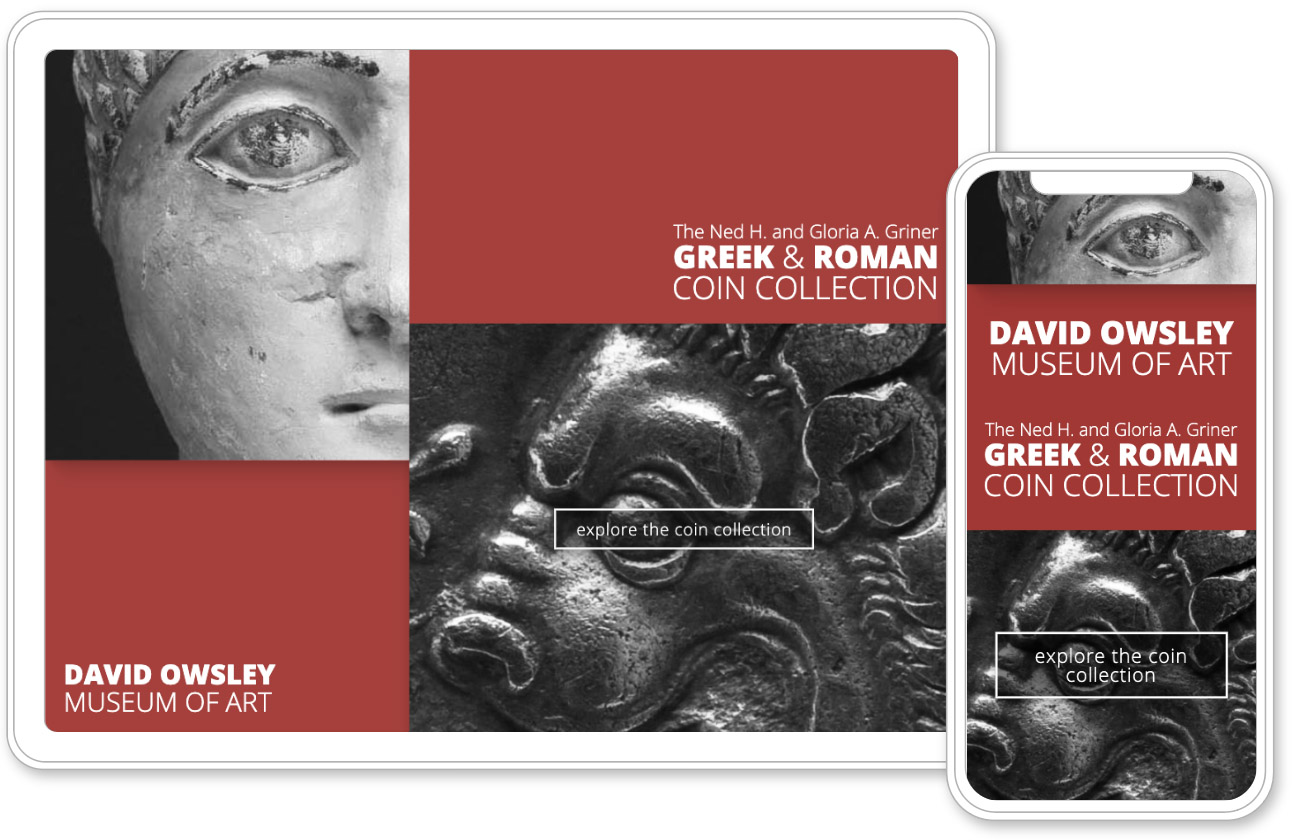 The Ned H. and Gloria A. Griner
GREEK & ROMAN
COIN COLLECTION
explore the coin collection
DAVID OWSLEY
MUSEUM OF ART
DAVID OWSLEY
MUSEUM OF ART
The Ned H. and Gloria A. Griner
GREEK & ROMAN
COIN COLLECTION
explore the coin
collection